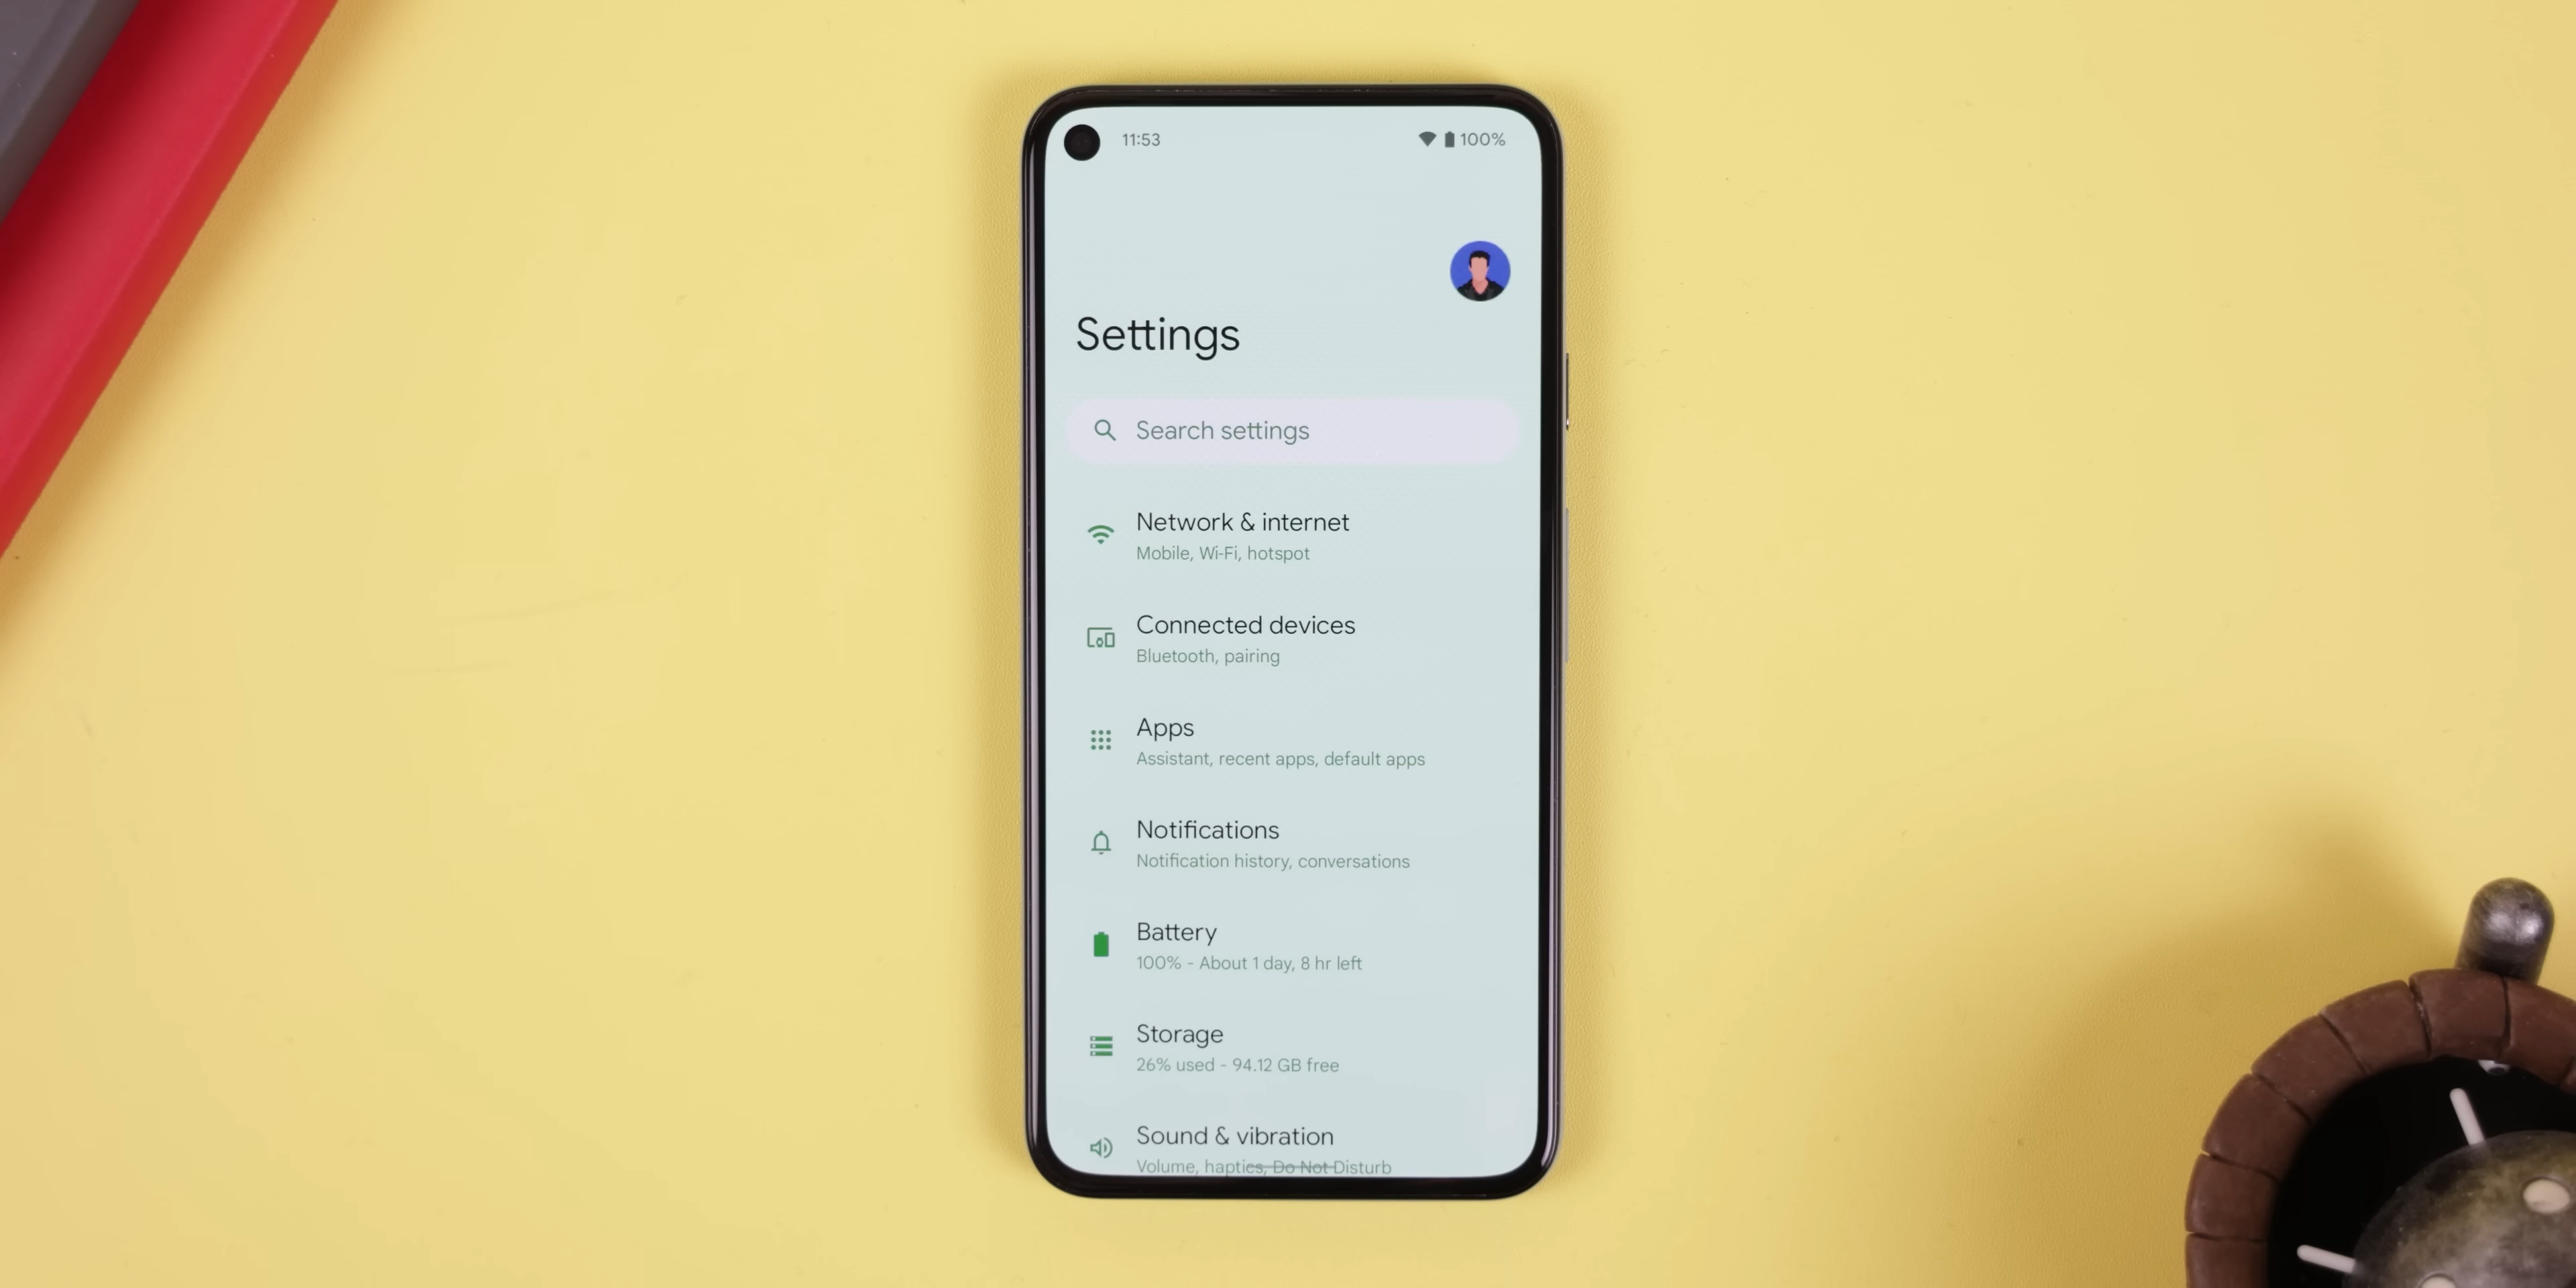 11:53 100%
Settings
Search settings
Network & internet
Mobile, Wi-Fi, hotspot
Connected devices
Bluetooth, pairing
Apps
Assistant, recent apps, default apps
Notifications
Notification history, conversations
Battery
100% - About 1 day, 8 hr left
Storage
26% used - 94.12 GB free
Sound & vibration
Volume, haptics, Do Not Disturb